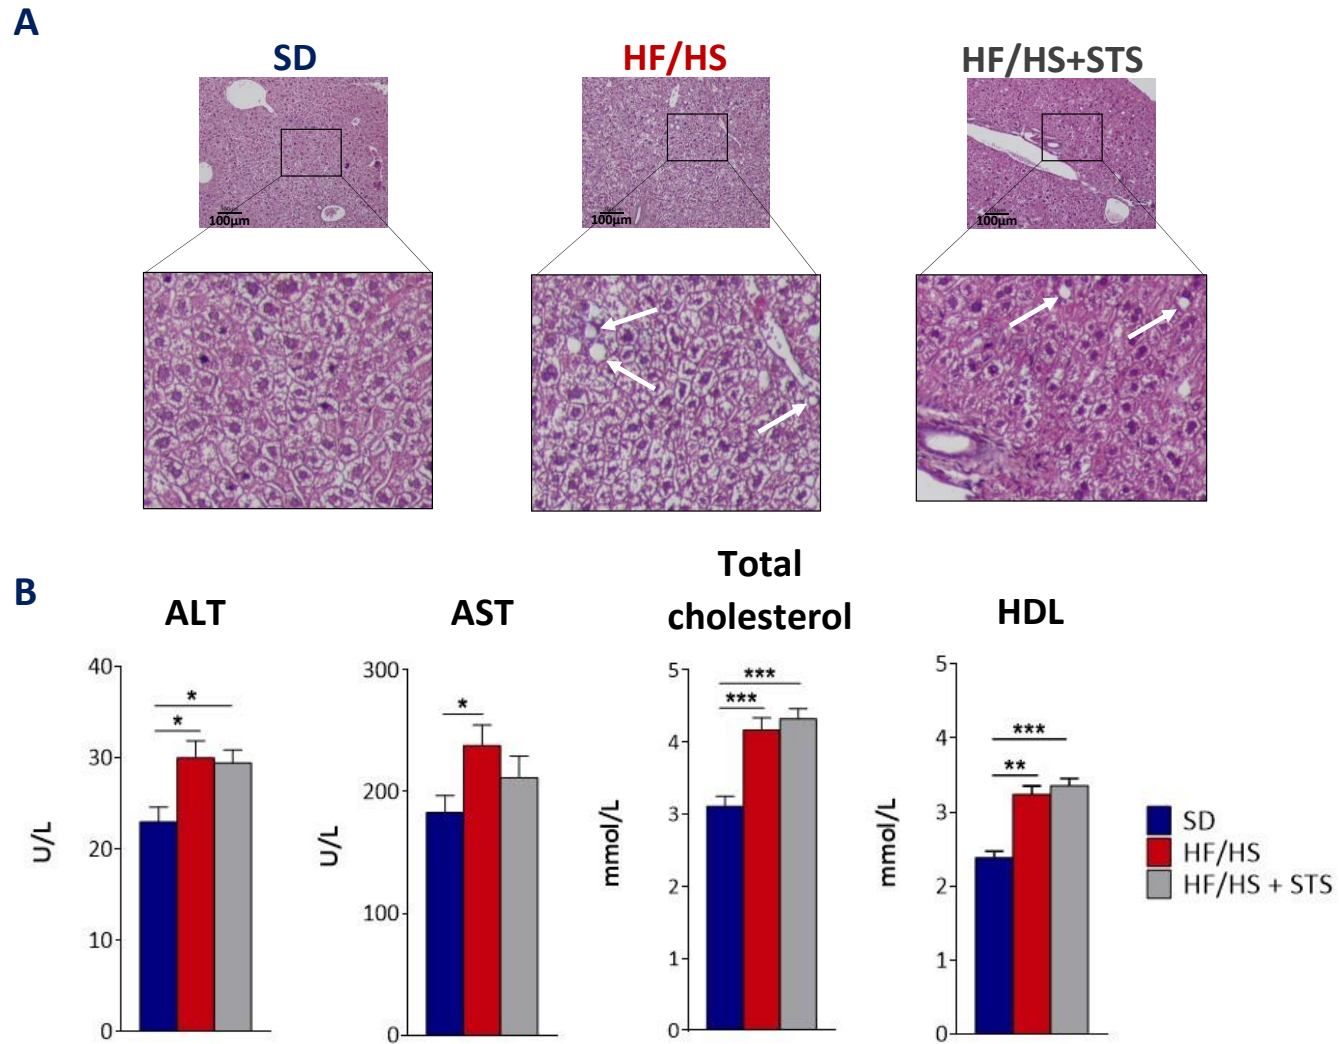 A
SD
HF/HS
HF/HS+STS
100µm
100µm
100µm
B
ALT
AST
Total
cholesterol
HDL
40
30
20
10
0
U/L
*
*
300
200
100
0
U/L
*
5
4
3
2
1
0
mmol/L
***
***
5
4
3
2
1
0
mmol/L
***
**
SD
HF/HS
HF/HS + STS